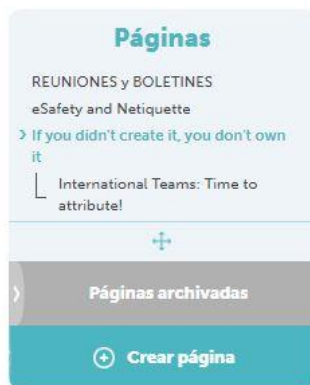 Páginas
REUNIONES y BOLETINES
eSafety and Netiquette
If you didn't create it, you don't own
it
International Teams: Time to
attribute!
Páginas archivadas
Crear página